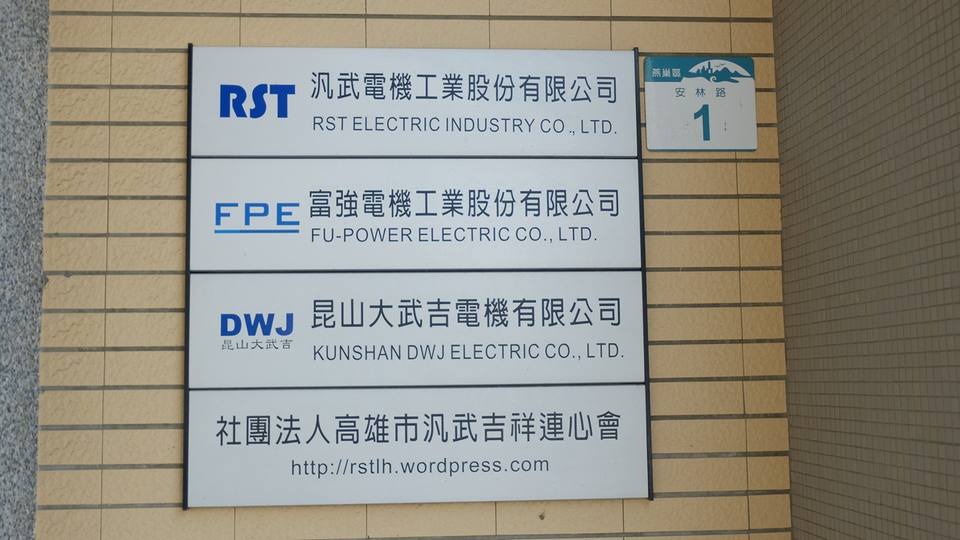 RST
汎武電機工業股份有限公司
RST ELECTRIC INDUSTRY CO., LTD.
FPE
富強電機工業股份有限公司
FU-POWER ELECTRIC CO., LTD.
DWJ
昆山大武吉
昆山大武吉電機有限公司
KUNSHAN DWJ ELECTRIC CO., LTD.
社團法人高雄市汎武吉祥連心會
http://rstlh.wordpress.com
燕巢區
安林路
1